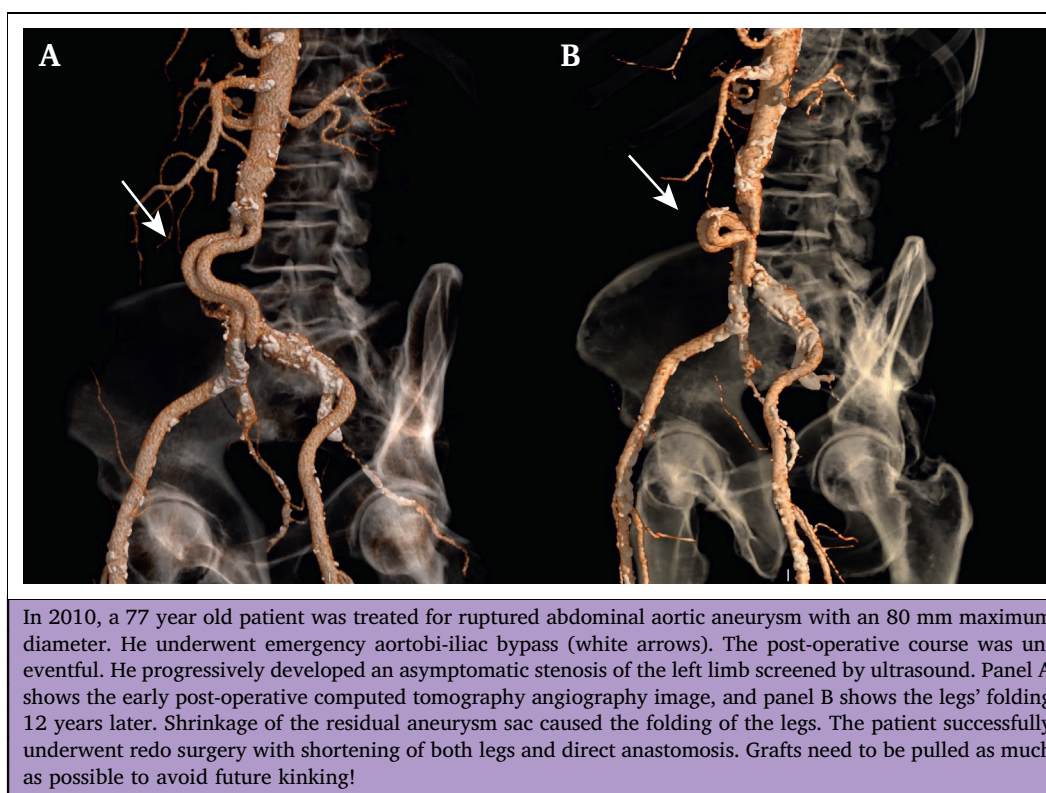 A
B
In 2010, a 77 year old patient was treated for ruptured abdominal aortic aneurysm with an 80 mm maximum
diameter. He underwent emergency aortobi-iliac bypass (white arrows). The post-operative course was un
eventful. He progressively developed an asymptomatic stenosis of the left limb screened by ultrasound. Panel A
shows the early post-operative computed tomography angiography image, and panel B shows the legs’ folding
12 years later. Shrinkage of the residual aneurysm sac caused the folding of the legs. The patient successfully
underwent redo surgery with shortening of both legs and direct anastomosis. Grafts need to be pulled as much
as possible to avoid future kinking!